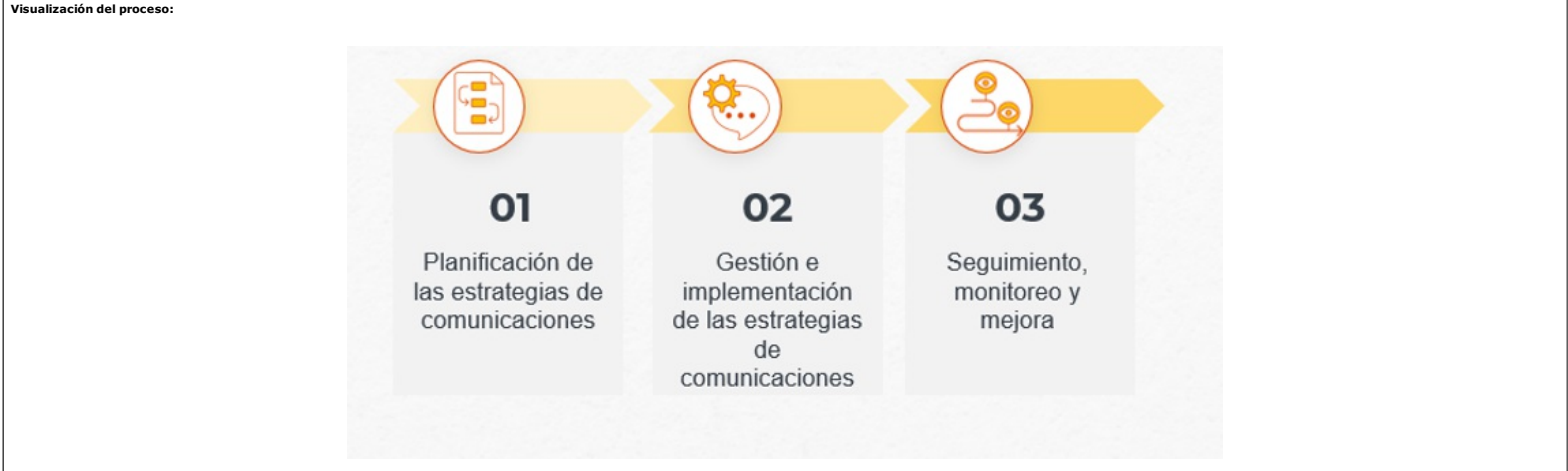 Visualización del proceso:
01
Planificación de
las estrategias de
comunicaciones
02
Gestión e
implementación
de las estrategias
de
comunicaciones
03
Seguimiento,
monitoreo y
mejora